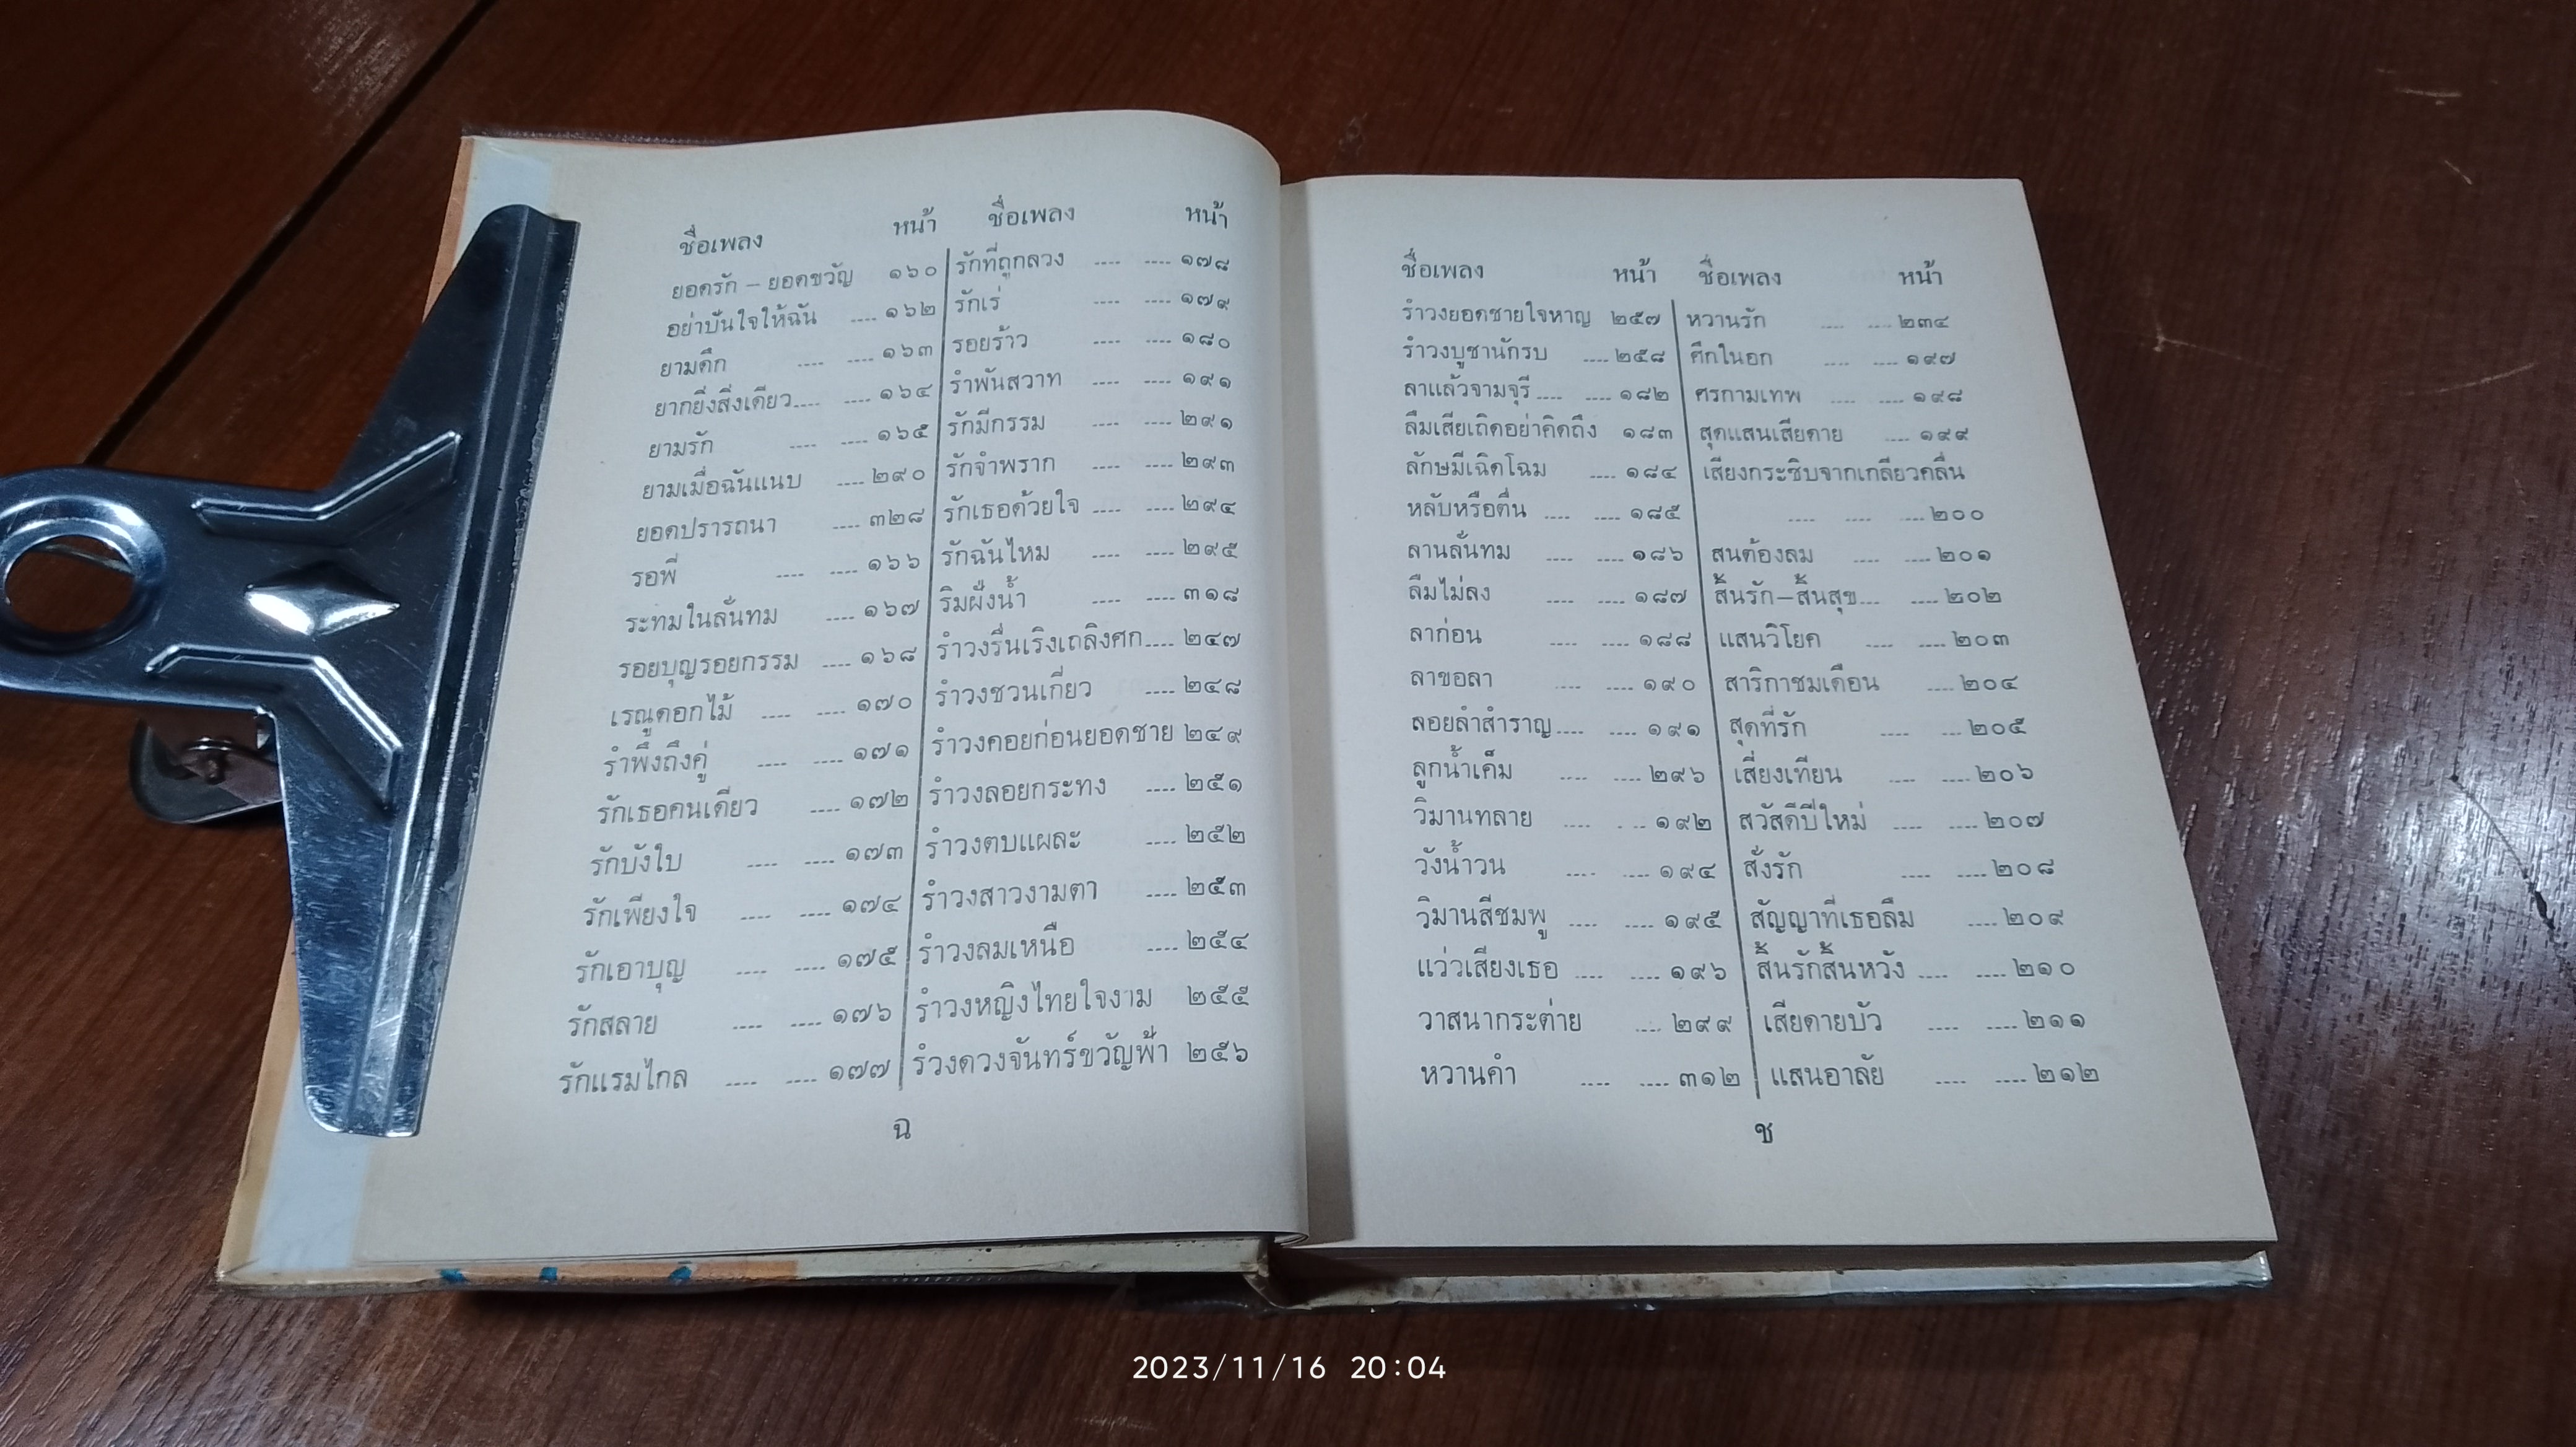 ชื่อเพลง หน้า
ยอดรัก – ยอดขวัญ ๑๖๐
อย่าปันใจให้ฉัน .... ๑๖๒
ยามดึก .... .... ๑๖๓
ยากยิ่งสิ่งเดียว.... .... ๑๖๔
ยามรัก .... .... ๑๖๕
ยามเมื่อฉันแนบ .... ๒๙๐
ยอดปรารถนา .... ๓๒๘
รอพี่ .... .... ๑๖๖
ระทมในลั่นทม .... ๑๖๗
รอยบุญรอยกรรม .... ๑๖๘
เรณูดอกไม้ .... .... ๑๗๐
รำพึงถึงคู่ .... .... ๑๗๑
รักเธอคนเดียว .... ๑๗๒
รักบังใบ .... .... ๑๗๓
รักเพียงใจ .... .... ๑๗๔
รักเอาบุญ .... .... ๑๗๕
รักสลาย .... .... ๑๗๖
รักแรมไกล .... .... ๑๗๗
ชื่อเพลง หน้า
รักที่ถูกลวง .... .... ๑๗๘
รักเร่ .... .... ๑๗๙
รอยร้าว .... .... ๑๘๐
รำพันสวาท .... .... ๑๙๑
รักมีกรรม .... .... ๒๙๑
รักจำพราก .... .... ๒๙๓
รักเธอด้วยใจ .... .... ๒๙๔
รักฉันไหม .... .... ๒๙๕
ริมฝั่งน้ำ .... .... ๓๑๘
รำวงรื่นเริงเถลิงศก.... ๒๔๗
รำวงชวนเกี่ยว .... ๒๔๘
รำวงคอยก่อนยอดชาย ๒๔๙
รำวงลอยกระทง .... ๒๕๑
รำวงตบแผละ .... ๒๕๒
รำวงสาวงามตา .... ๒๕๓
รำวงลมเหนือ .... ๒๕๔
รำวงหญิงไทยใจงาม ๒๕๕
รำวงดวงจันทร์ขวัญฟ้า ๒๕๖
ฉ
ชื่อเพลง หน้า
รำวงยอดชายใจหาญ ๒๕๗
รำวงบูชานักรบ .... ๒๕๘
ลาแล้วจามจุรี.... .... ๑๘๒
ลืมเสียเถิดอย่าคิดถึง ๑๘๓
ลักษมีเฉิดโฉม .... ๑๘๔
หลับหรือตื่น .... .... ๑๘๕
ลานลั่นทม .... .... ๑๘๖
ลืมไม่ลง .... .... ๑๘๗
ลาก่อน .... .... ๑๘๘
ลาขอลา .... .... ๑๙๐
ลอยลำสำราญ.... .... ๑๙๑
ลูกน้ำเค็ม .... .... ๒๙๖
วิมานทลาย .... .... ๑๙๒
วังน้ำวน .... .... ๑๙๔
วิมานสีชมพู .... .... ๑๙๕
แว่วเสียงเธอ .... .... ๑๙๖
วาสนากระต่าย .... ๒๙๙
หวานคำ .... .... ๓๑๒
ชื่อเพลง หน้า
หวานรัก .... .... ๒๓๔
ศึกในอก .... .... ๑๙๗
ศรกามเทพ .... .... ๑๙๘
สุดแสนเสียดาย .... ๑๙๙
เสียงกระซิบจากเกลียวคลื่น
.... .... .... ๒๐๐
สนต้องลม .... .... ๒๐๑
สิ้นรัก–สิ้นสุข.... .... ๒๐๒
แสนวิโยค .... .... ๒๐๓
สาริกาชมเดือน .... ๒๐๔
สุดที่รัก .... .... ๒๐๕
เสี่ยงเทียน .... .... ๒๐๖
สวัสดีปีใหม่ .... .... ๒๐๗
สั่งรัก .... .... ๒๐๘
สัญญาที่เธอลืม .... ๒๐๙
สิ้นรักสิ้นหวัง .... .... ๒๑๐
เสียดายบัว .... .... ๒๑๑
แสนอาลัย .... .... ๒๑๒
ช
2023/11/16 20:04